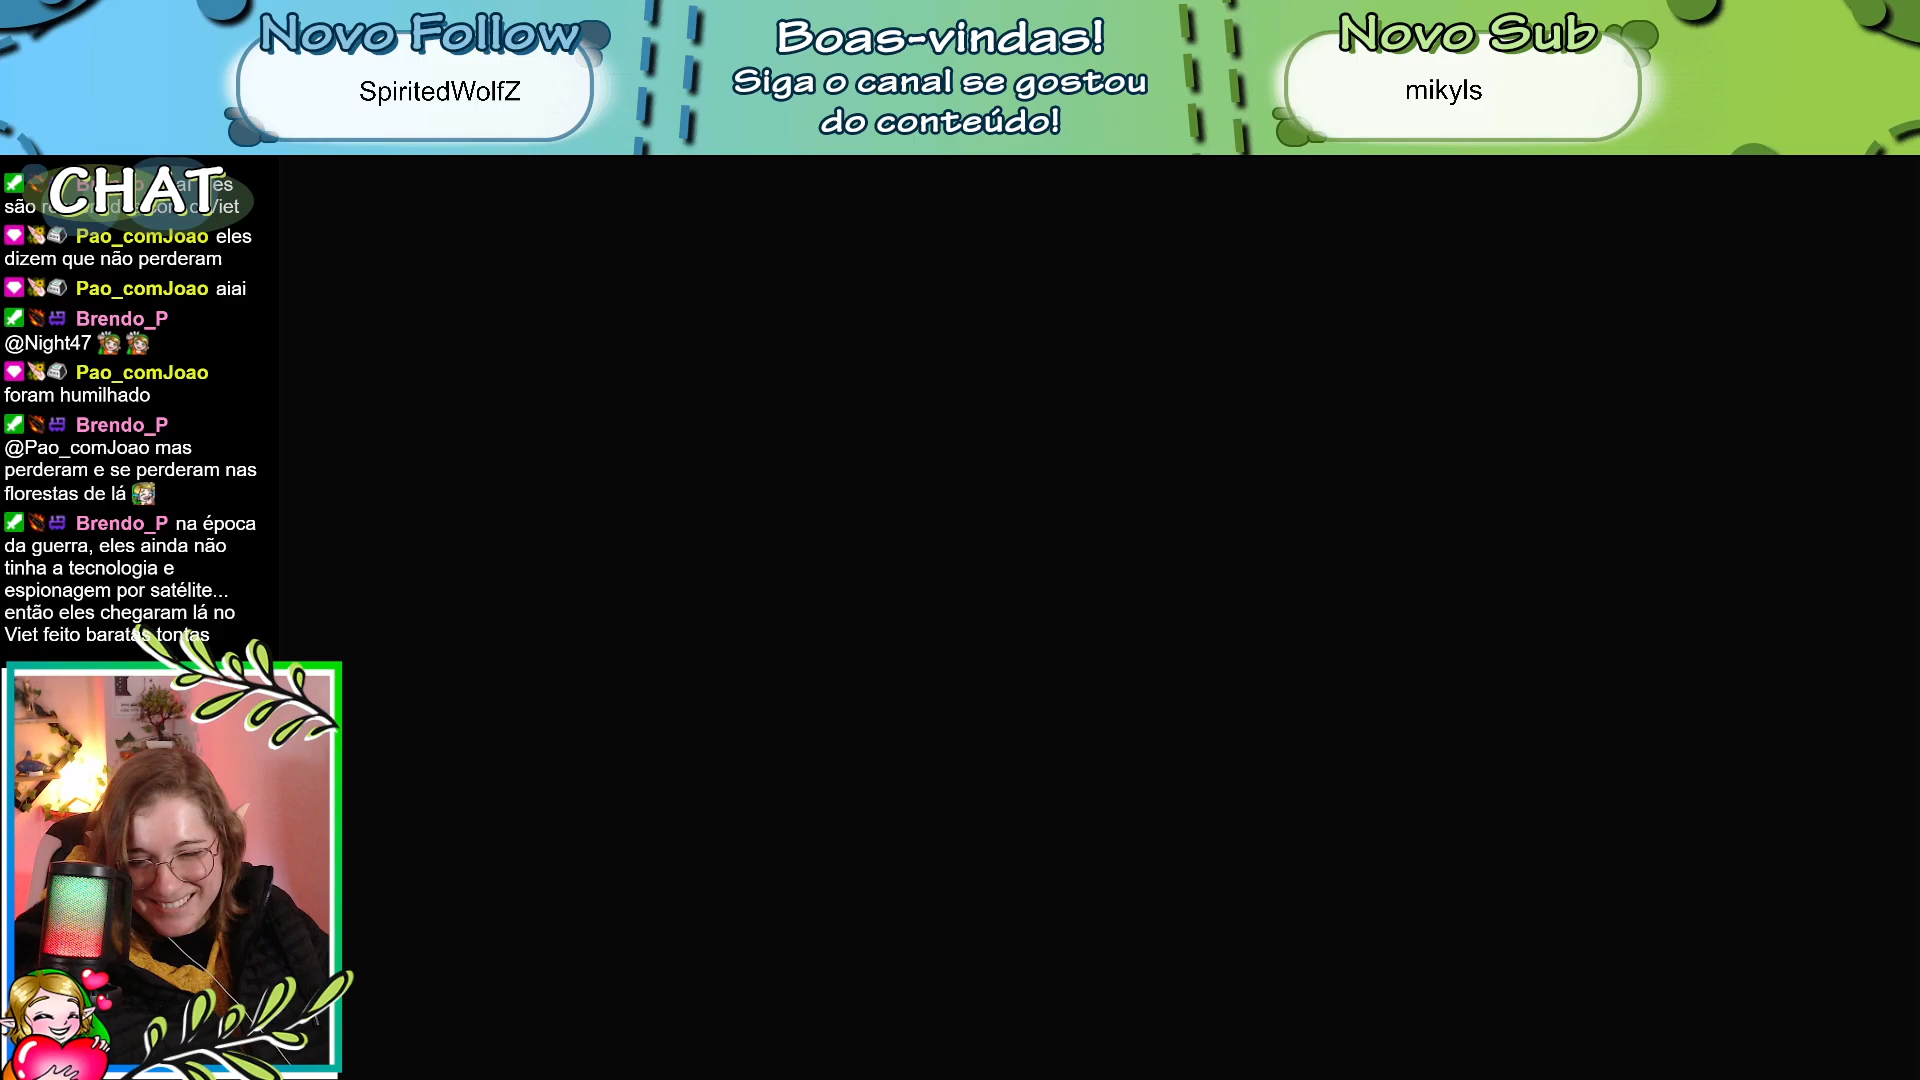 Novo Follow
SpiritedWolfZ
Boas-vindas!
Siga o canal se gostou
do conteúdo!
Novo Sub
mikyls
CHAT
es
são
Viet
Pao_comJoao eles
dizem que não perderam
Pao_comJoao aiai
Brendo_P
@Night47
Pao_comJoao
foram humilhado
Brendo_P
@Pao_comJoao mas
perderam e se perderam nas
florestas de lá
Brendo_P na época
da guerra, eles ainda não
tinha a tecnologia e
espionagem por satélite...
então eles chegaram lá no
Viet feito baratas tontas